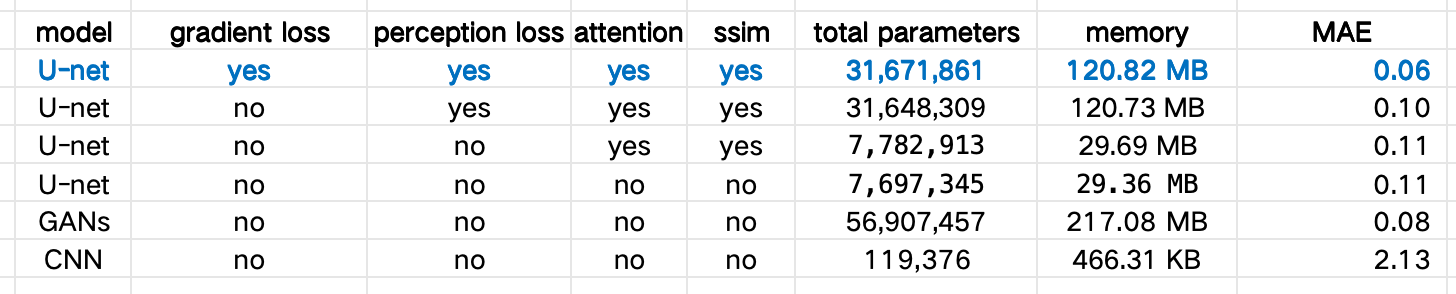 model gradient loss perception loss attention ssim total parameters memory MAE
U-net yes yes yes yes 31,671,861 120.82 MB 0.06
U-net no yes yes yes 31,648,309 120.73 MB 0.10
U-net no no yes yes 7,782,913 29.69 MB 0.11
U-net no no no no 7,697,345 29.36 MB 0.11
GANs no no no no 56,907,457 217.08 MB 0.08
CNN no no no no 119,376 466.31 KB 2.13